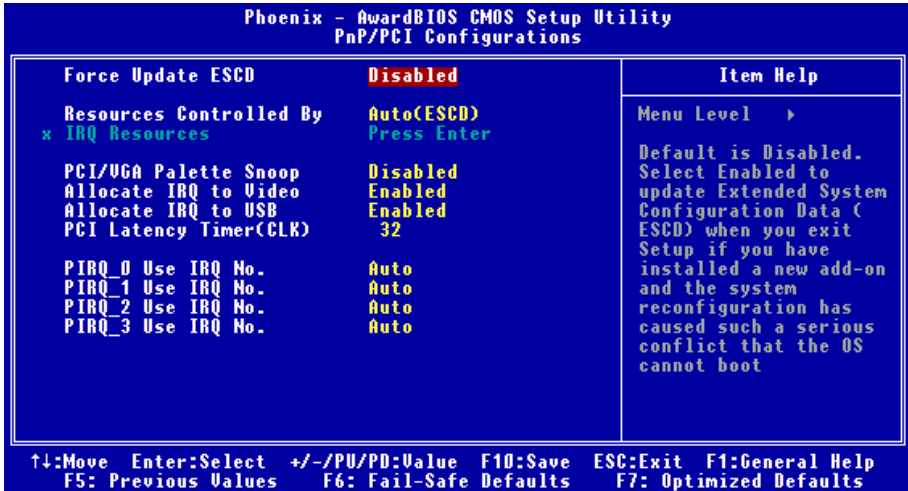 Phoenix - AwardBIOS CMOS Setup Utility
PnP/PCI Configurations
Force Update ESCD Disabled
Resources Controlled By Auto(ESCD)
x IRQ Resources Press Enter
PCI/VGA Palette Snoop Disabled
Allocate IRQ to Video Enabled
Allocate IRQ to USB Enabled
PCI Latency Timer(CLK) 32
PIRQ_0 Use IRQ No. Auto
PIRQ_1 Use IRQ No. Auto
PIRQ_2 Use IRQ No. Auto
PIRQ_3 Use IRQ No. Auto
Item Help
Menu Level ▸
Default is Disabled.
Select Enabled to
update Extended System
Configuration Data (
ESCD) when you exit
Setup if you have
installed a new add-on
and the system
reconfiguration has
caused such a serious
conflict that the OS
cannot boot
↑↓:Move Enter:Select +/-/PU/PD:Value F10:Save ESC:Exit F1:General Help
F5: Previous Values F6: Fail-Safe Defaults F7: Optimized Defaults